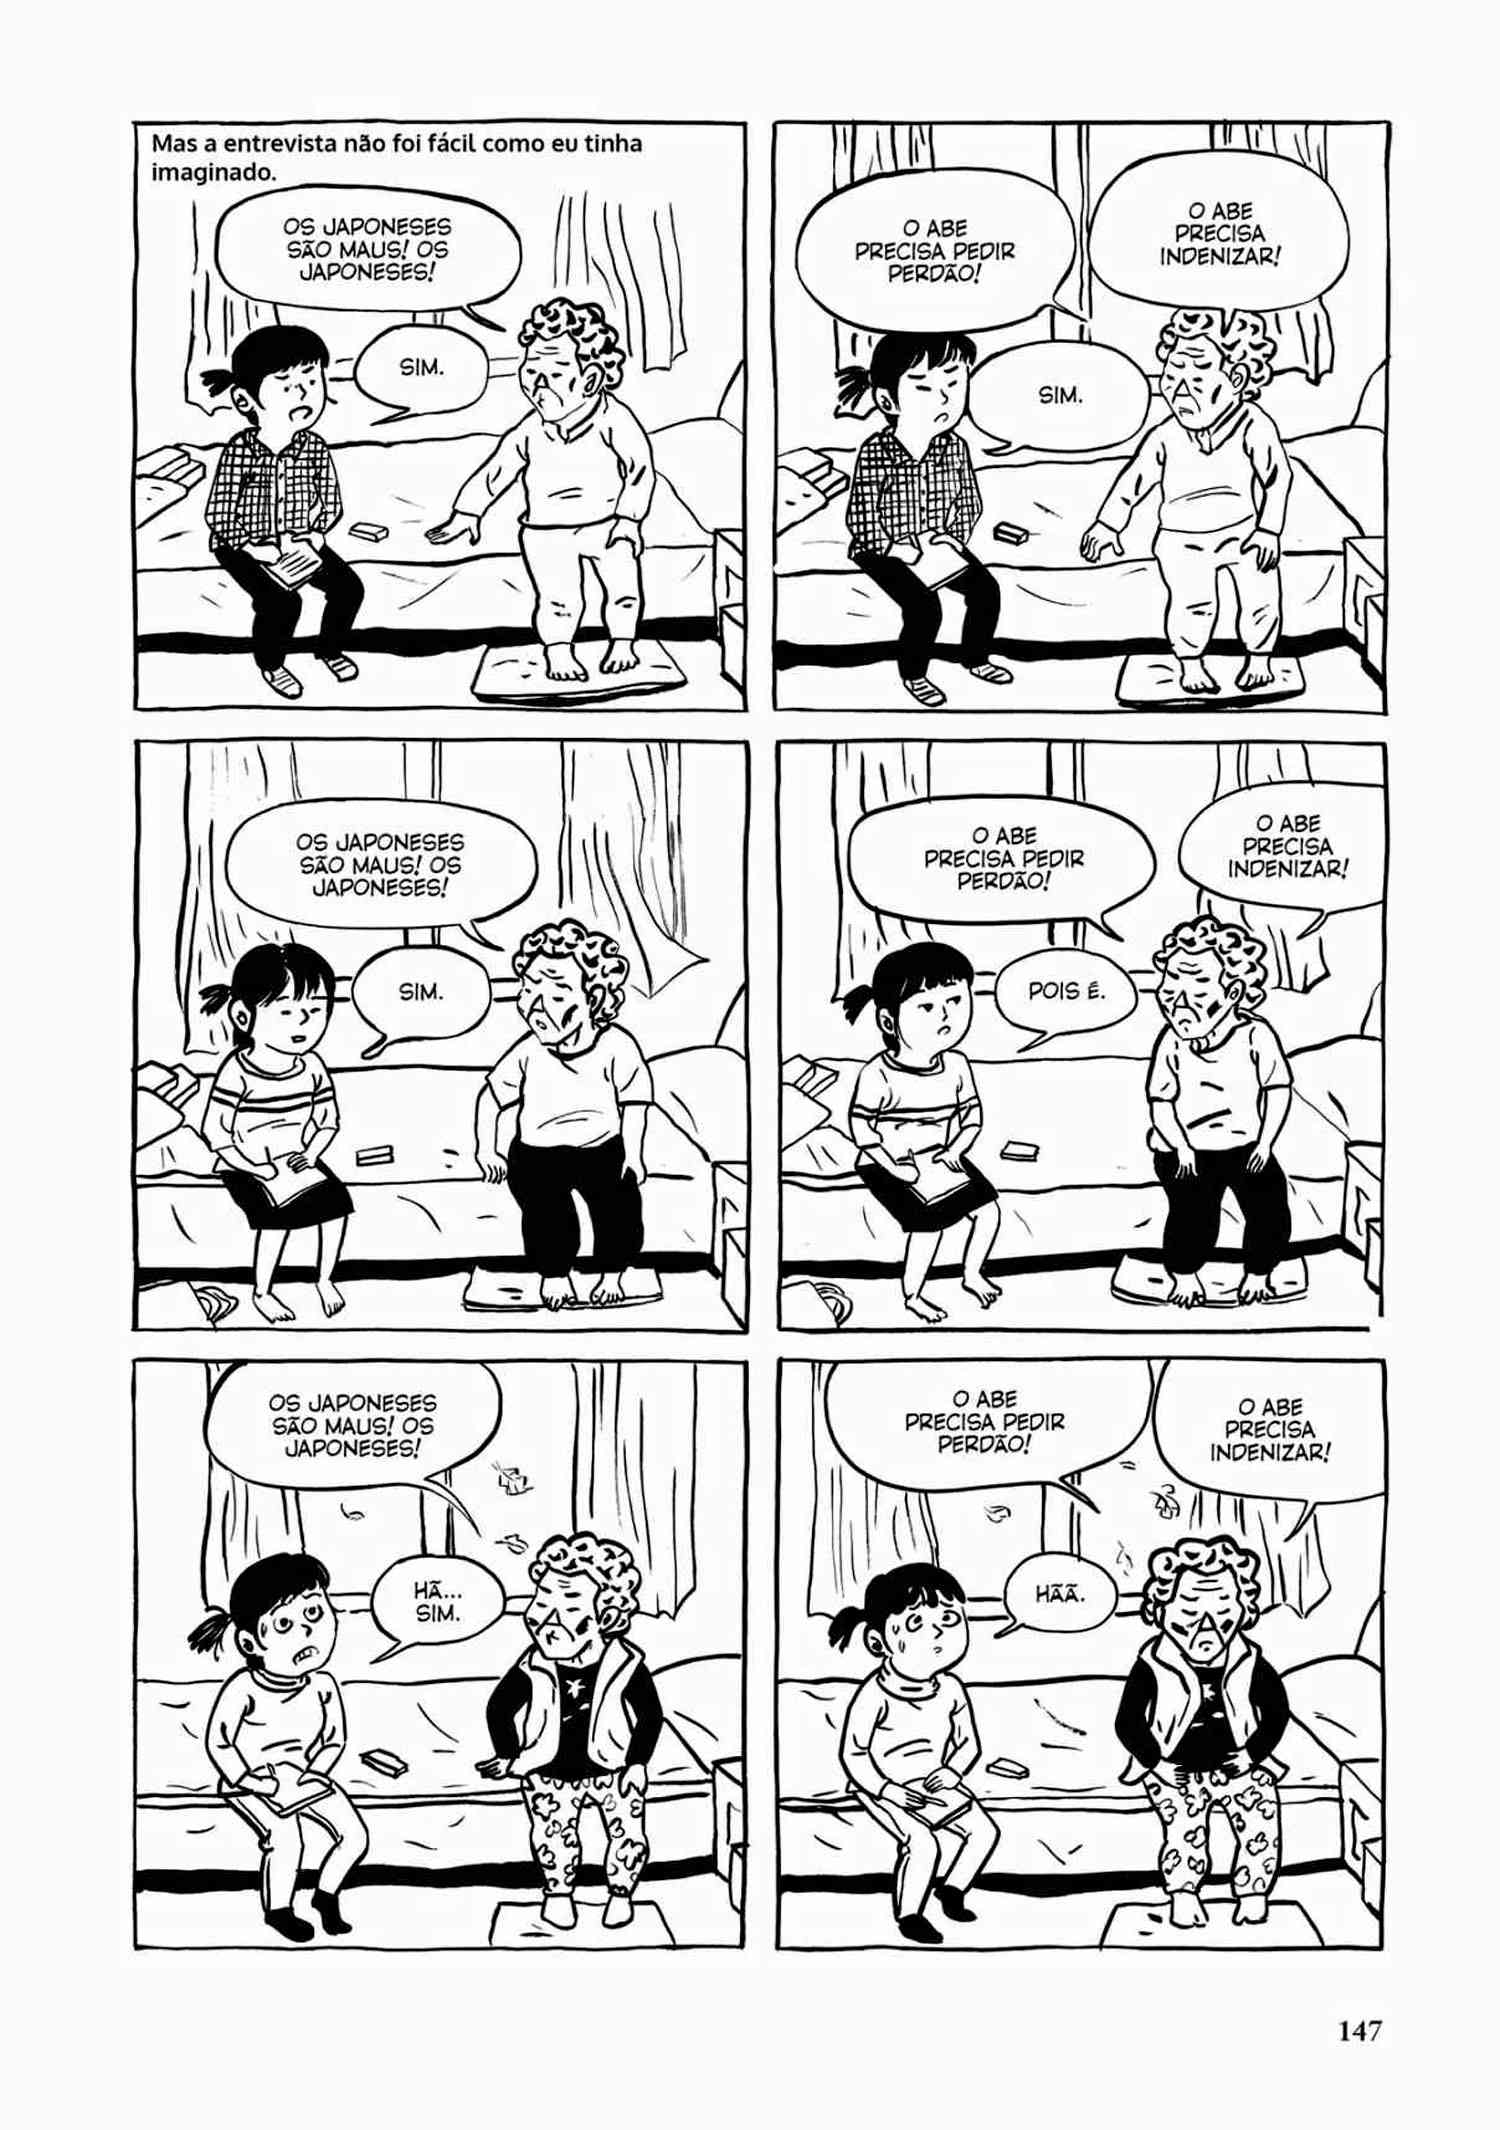 Mas a entrevista não foi fácil como eu tinha
imaginado.
OS JAPONESES
SÃO MAUS! OS
JAPONESES!
SIM.
O ABE
PRECISA PEDIR
PERDÃO!
O ABE
PRECISA
INDENIZAR!
SIM.
OS JAPONESES
SÃO MAUS! OS
JAPONESES!
SIM.
O ABE
PRECISA PEDIR
PERDÃO!
O ABE
PRECISA
INDENIZAR!
POIS É.
OS JAPONESES
SÃO MAUS! OS
JAPONESES!
HÃ...
SIM.
O ABE
PRECISA PEDIR
PERDÃO!
O ABE
PRECISA
INDENIZAR!
HÃÃ.
147